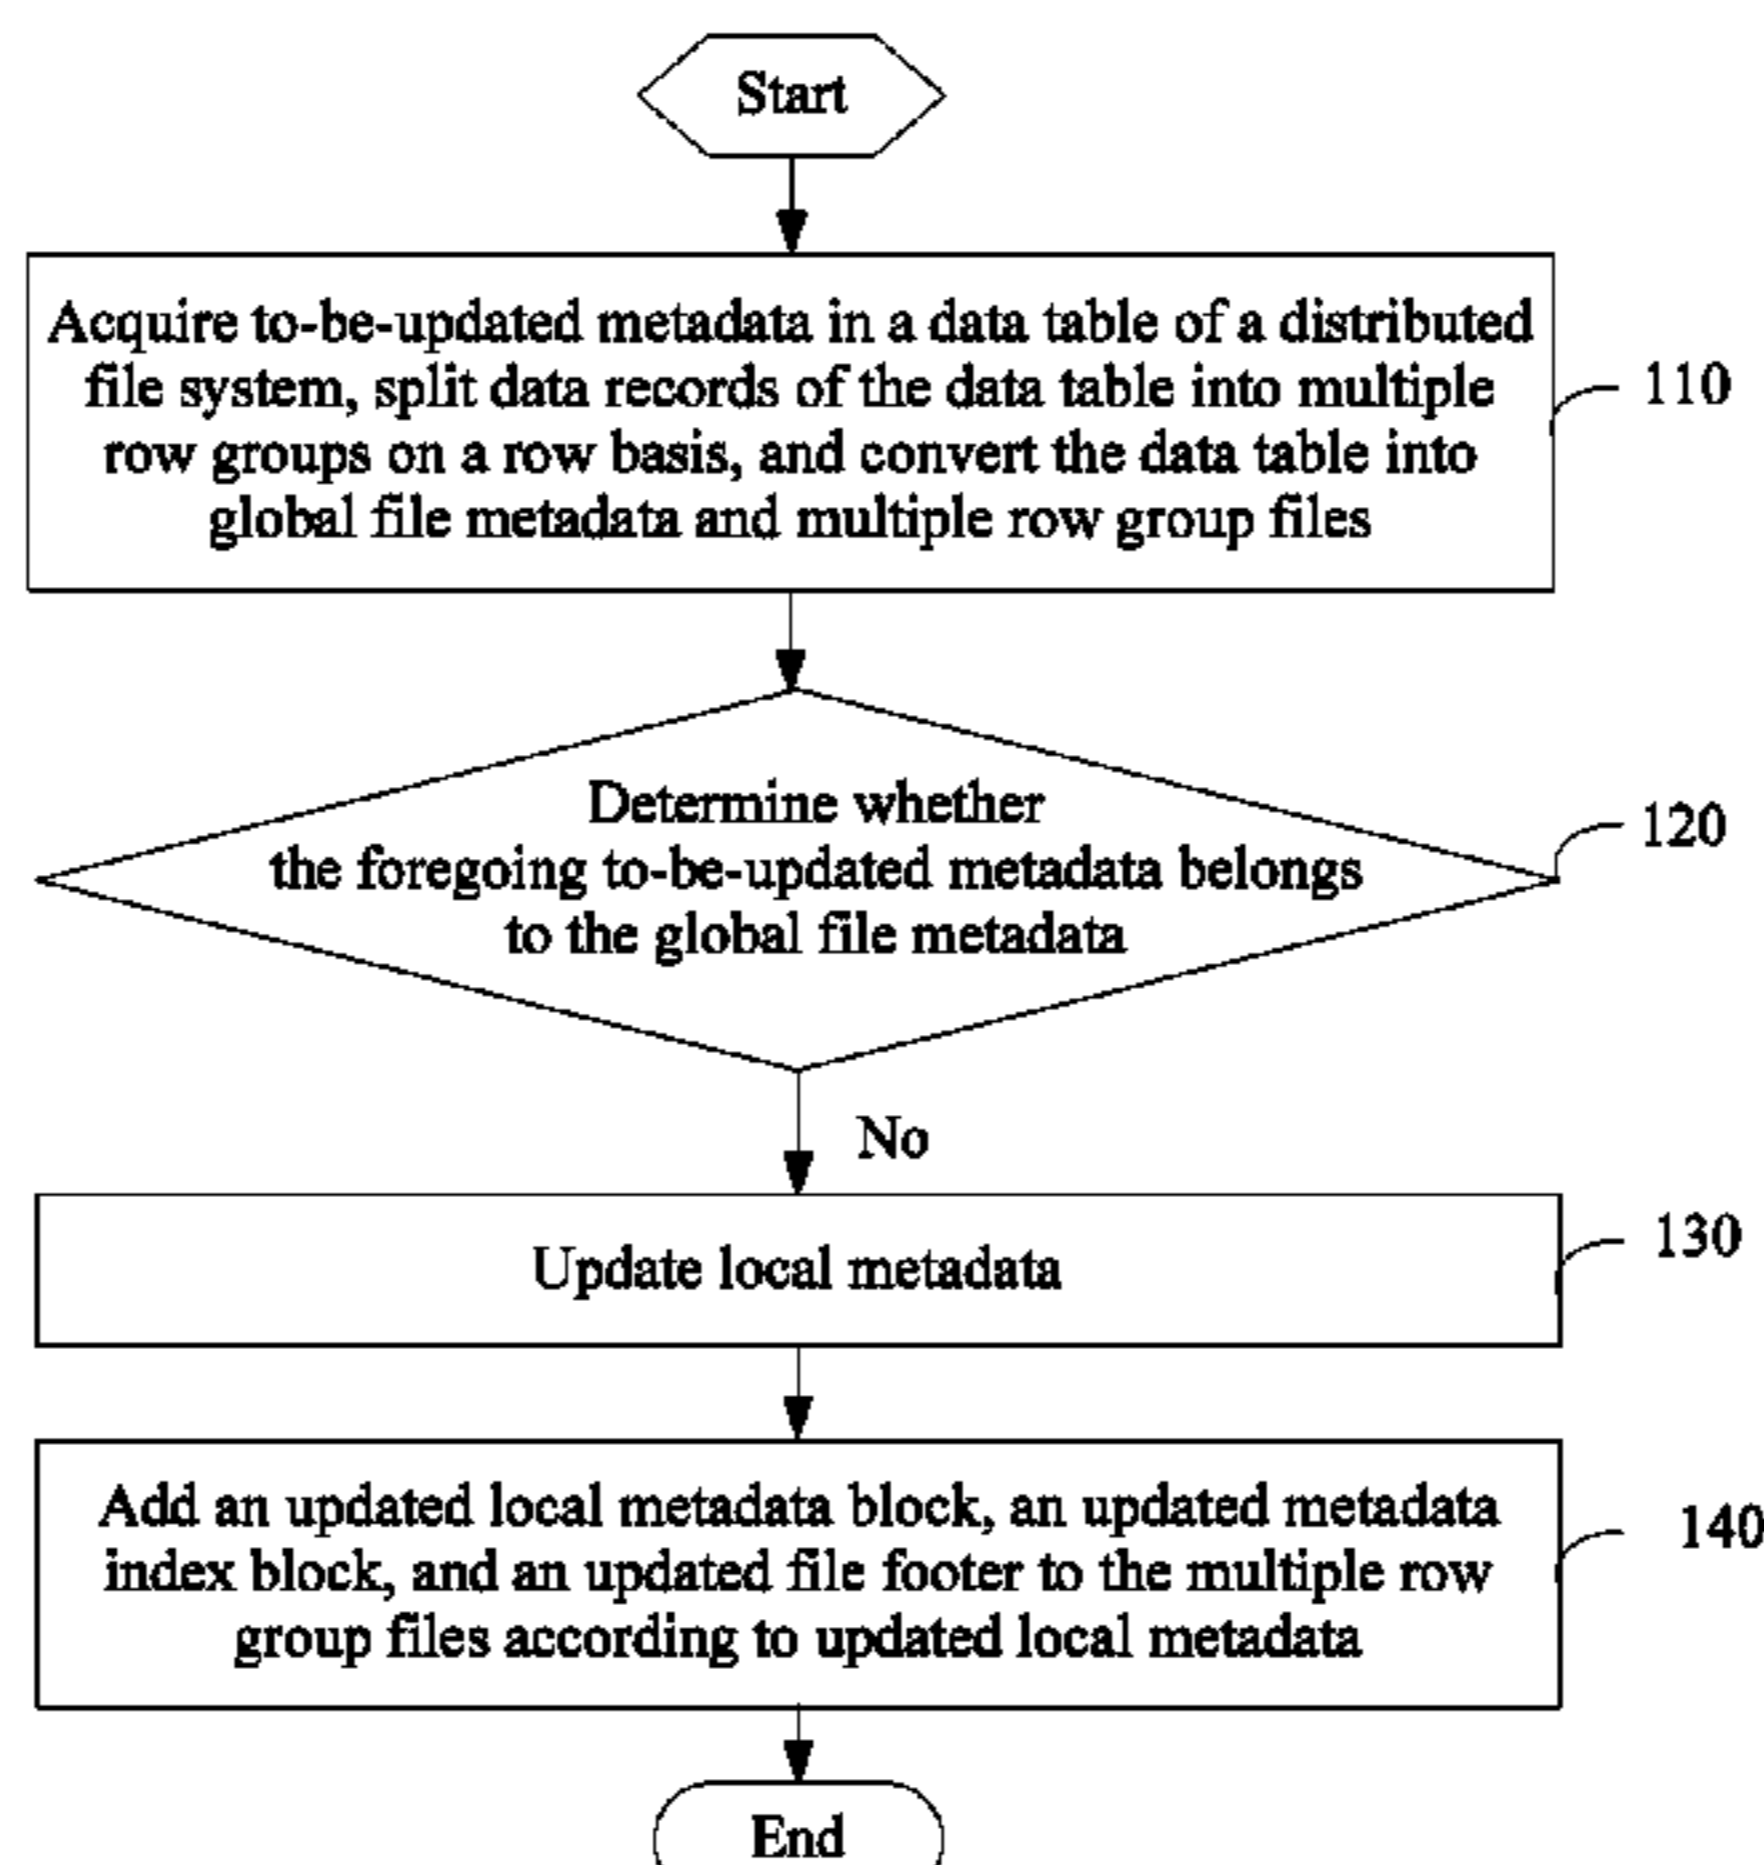 Start
Acquire to-be-updated metadata in a data table of a distributed
file system, split data records of the data table into multiple
row groups on a row basis, and convert the data table into
global file metadata and multiple row group files
110
Determine whether
the foregoing to-be-updated metadata belongs
to the global file metadata
120
No
Update local metadata
130
Add an updated local metadata block, an updated metadata
index block, and an updated file footer to the multiple row
group files according to updated local metadata
140
End